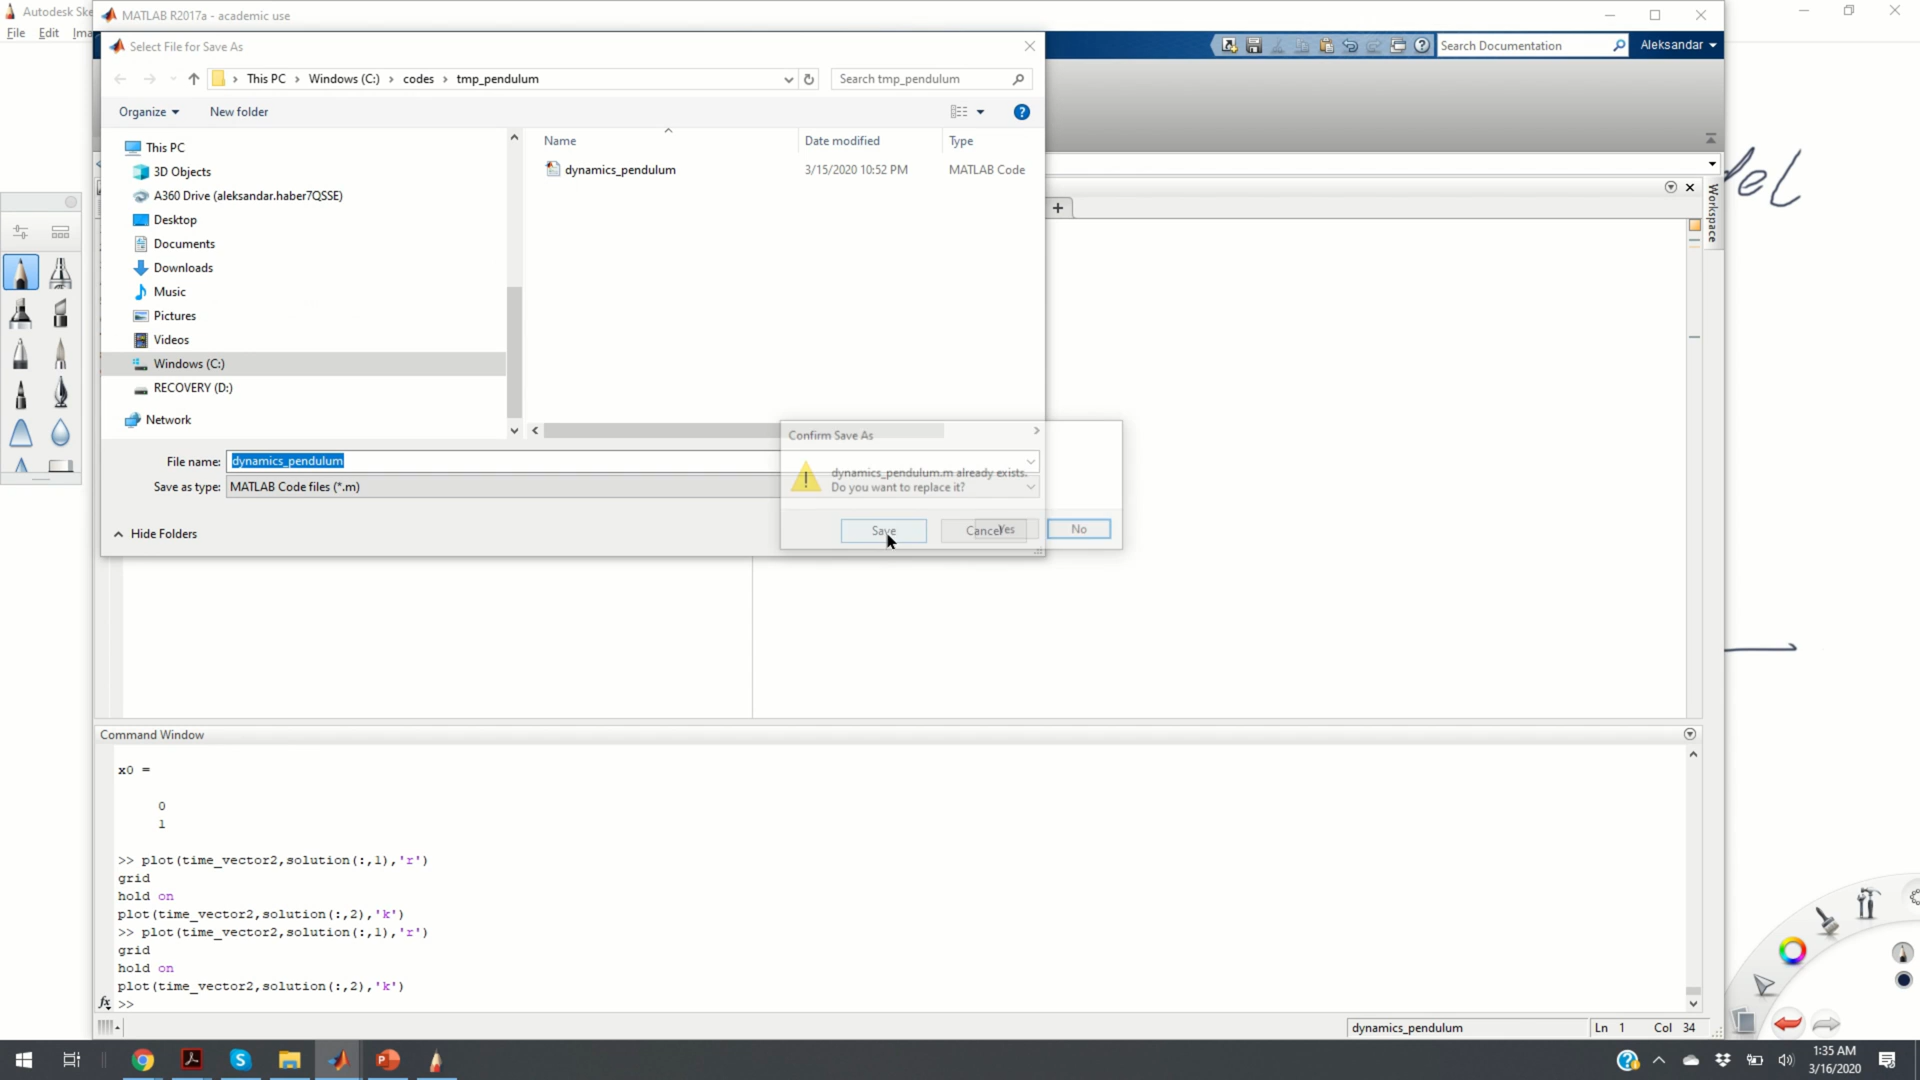 Autodesk Ske
File Edit Ima
MATLAB R2017a - academic use
Select File for Save As
Search Documentation
Aleksandar
This PC > Windows (C:) > codes > tmp_pendulum
Search tmp_pendulum
Organize
New folder
Name
Date modified
Type
dynamics_pendulum
3/15/2020 10:52 PM
MATLAB Code
This PC
3D Objects
A360 Drive (aleksandar.haber7QSSE)
Desktop
Documents
Downloads
Music
Pictures
Videos
Windows (C:)
RECOVERY (D:)
Network
Workspace
File name: dynamics_pendulum
Save as type: MATLAB Code files (*.m)
Hide Folders
Save
Cancel
Confirm Save As
dynamics_pendulum.m already exists.
Do you want to replace it?
Yes
No
Command Window
x0 =
0
1
>> plot(time_vector2,solution(:,1),'r')
grid
hold on
plot(time_vector2,solution(:,2),'k')
>> plot(time_vector2,solution(:,1),'r')
grid
hold on
plot(time_vector2,solution(:,2),'k')
fx >>
dynamics_pendulum
Ln 1 Col 34
1:35 AM
3/16/2020